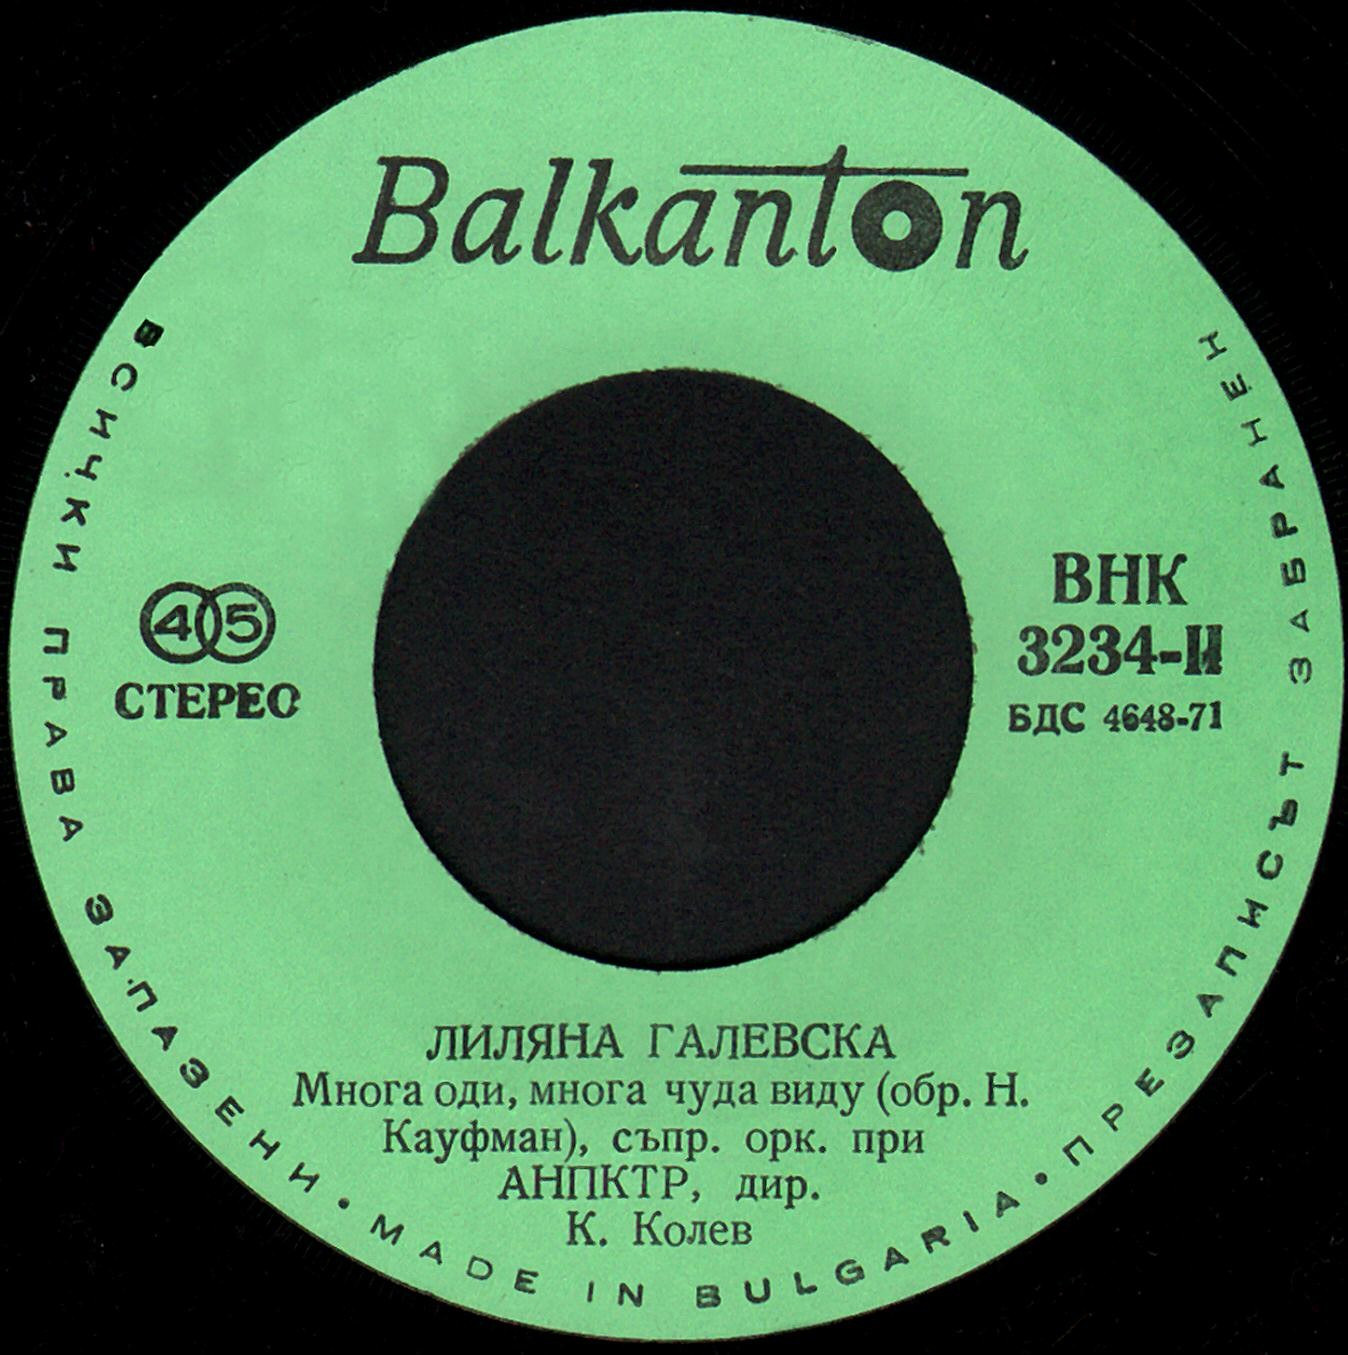 Balkanton
45
СТЕРЕО
ВНК
3234-II
БДС 4648-71
ЛИЛЯНА ГАЛЕВСКА
Многа оди, многа чуда виду (обр. Н.
Кауфман), съпр. орк. при
АНПКТР, дир.
К. Колев
ВСИЧКИ ПРАВА ЗАПАЗЕНИ • MADE IN BULGARIA • ПРЕЗАПИСЪТ ЗАБРАНЕН